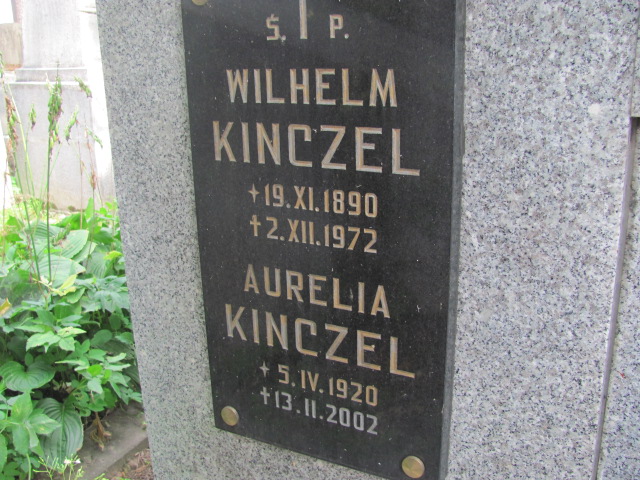 Ś. † P.
WILHELM
KINCZEL
+19.XI.1890
†2.XII.1972
AURELIA
KINCZEL
+5.IV.1920
†13.II.2002